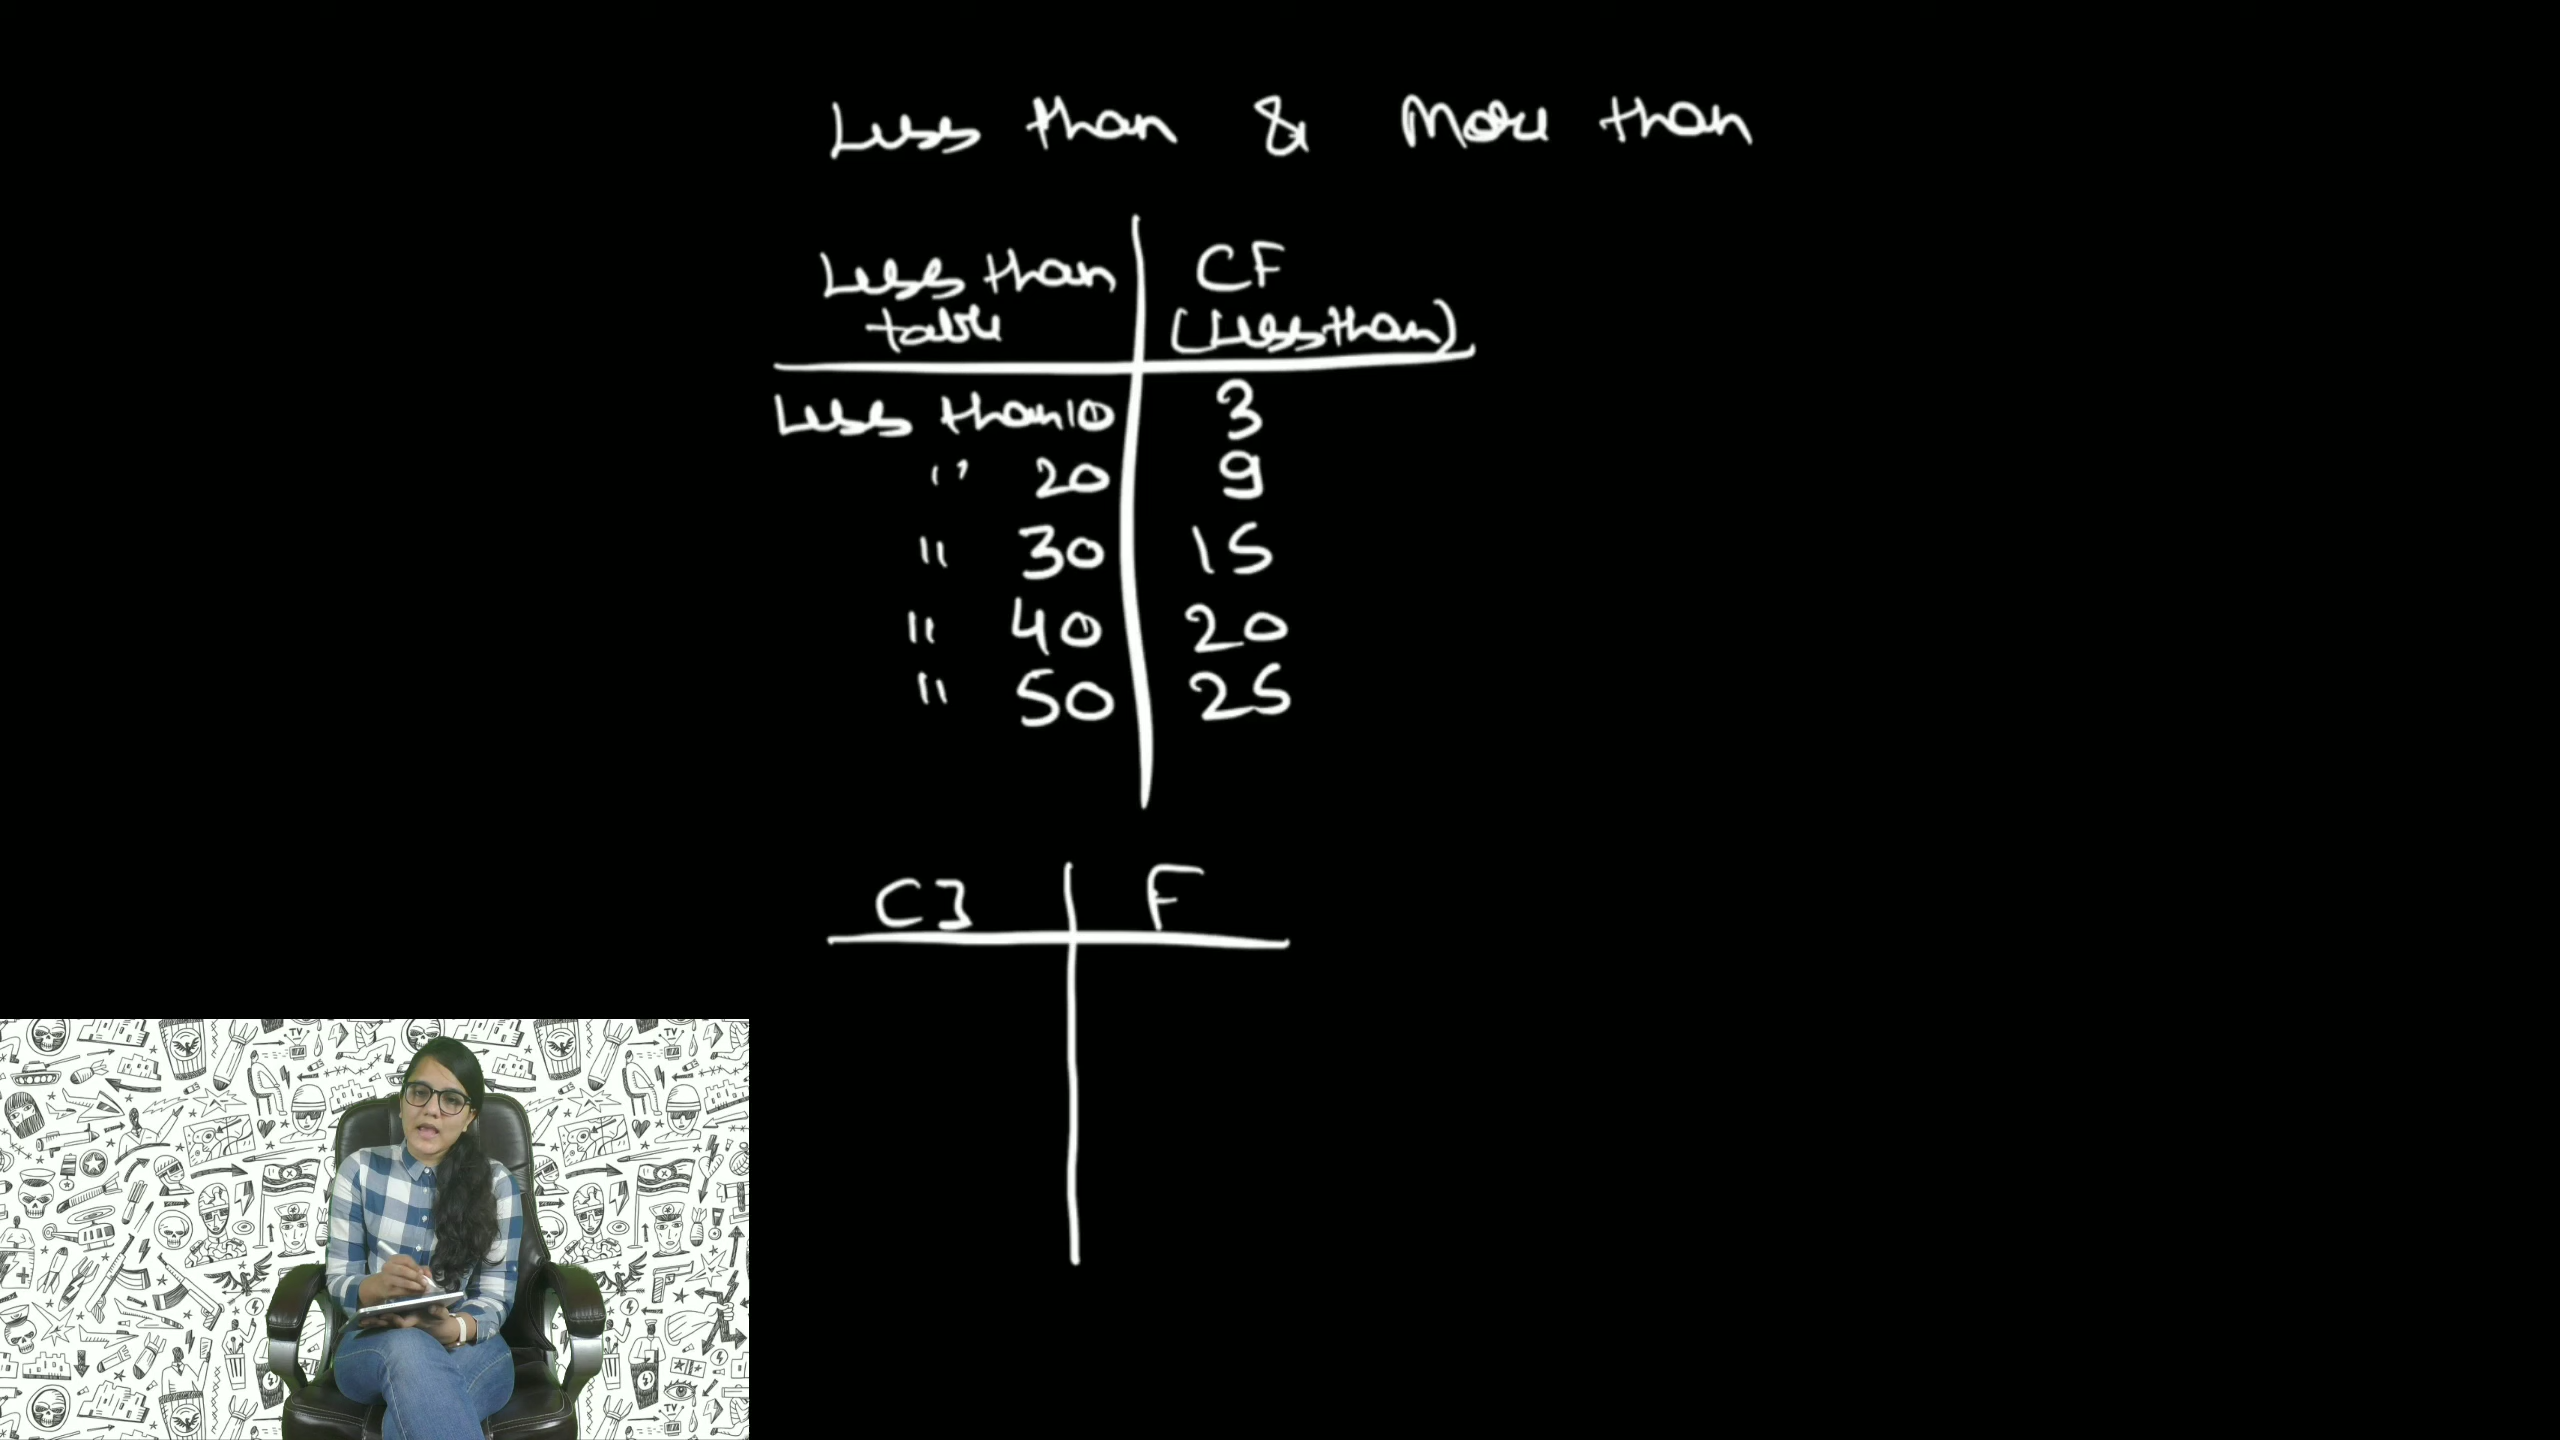 Less than & More than
Less than table | CF (Less than)
Less than 10 | 3
" 20 | 9
" 30 | 15
" 40 | 20
" 50 | 25
CI | F